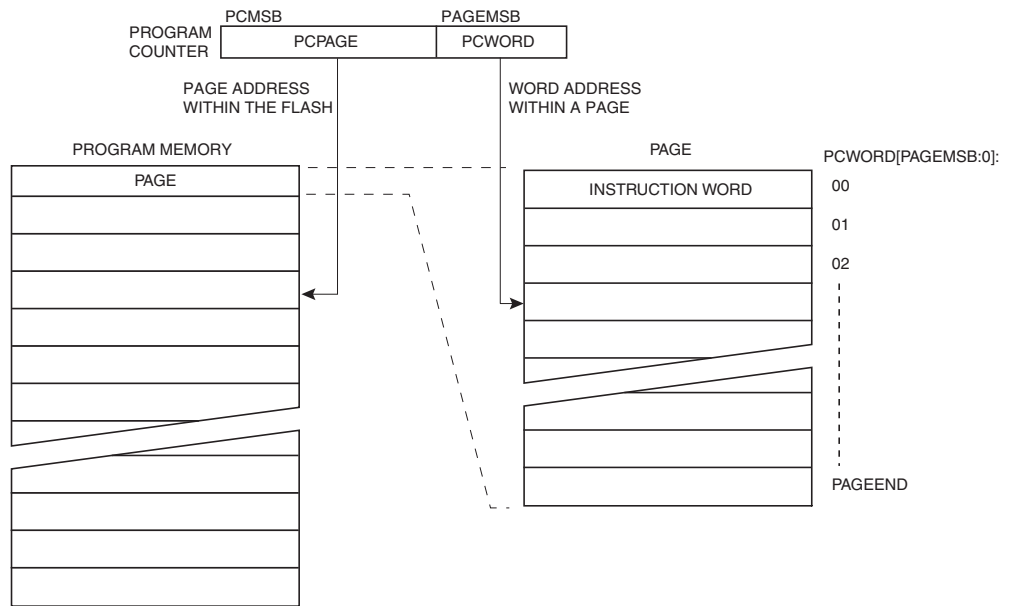 PCMSB PAGEMSB
PROGRAM
COUNTER
PCPAGE PCWORD
PAGE ADDRESS
WITHIN THE FLASH
WORD ADDRESS
WITHIN A PAGE
PROGRAM MEMORY
PAGE
PAGE
INSTRUCTION WORD
PCWORD[PAGEMSB:0]:
00
01
02
PAGEEND